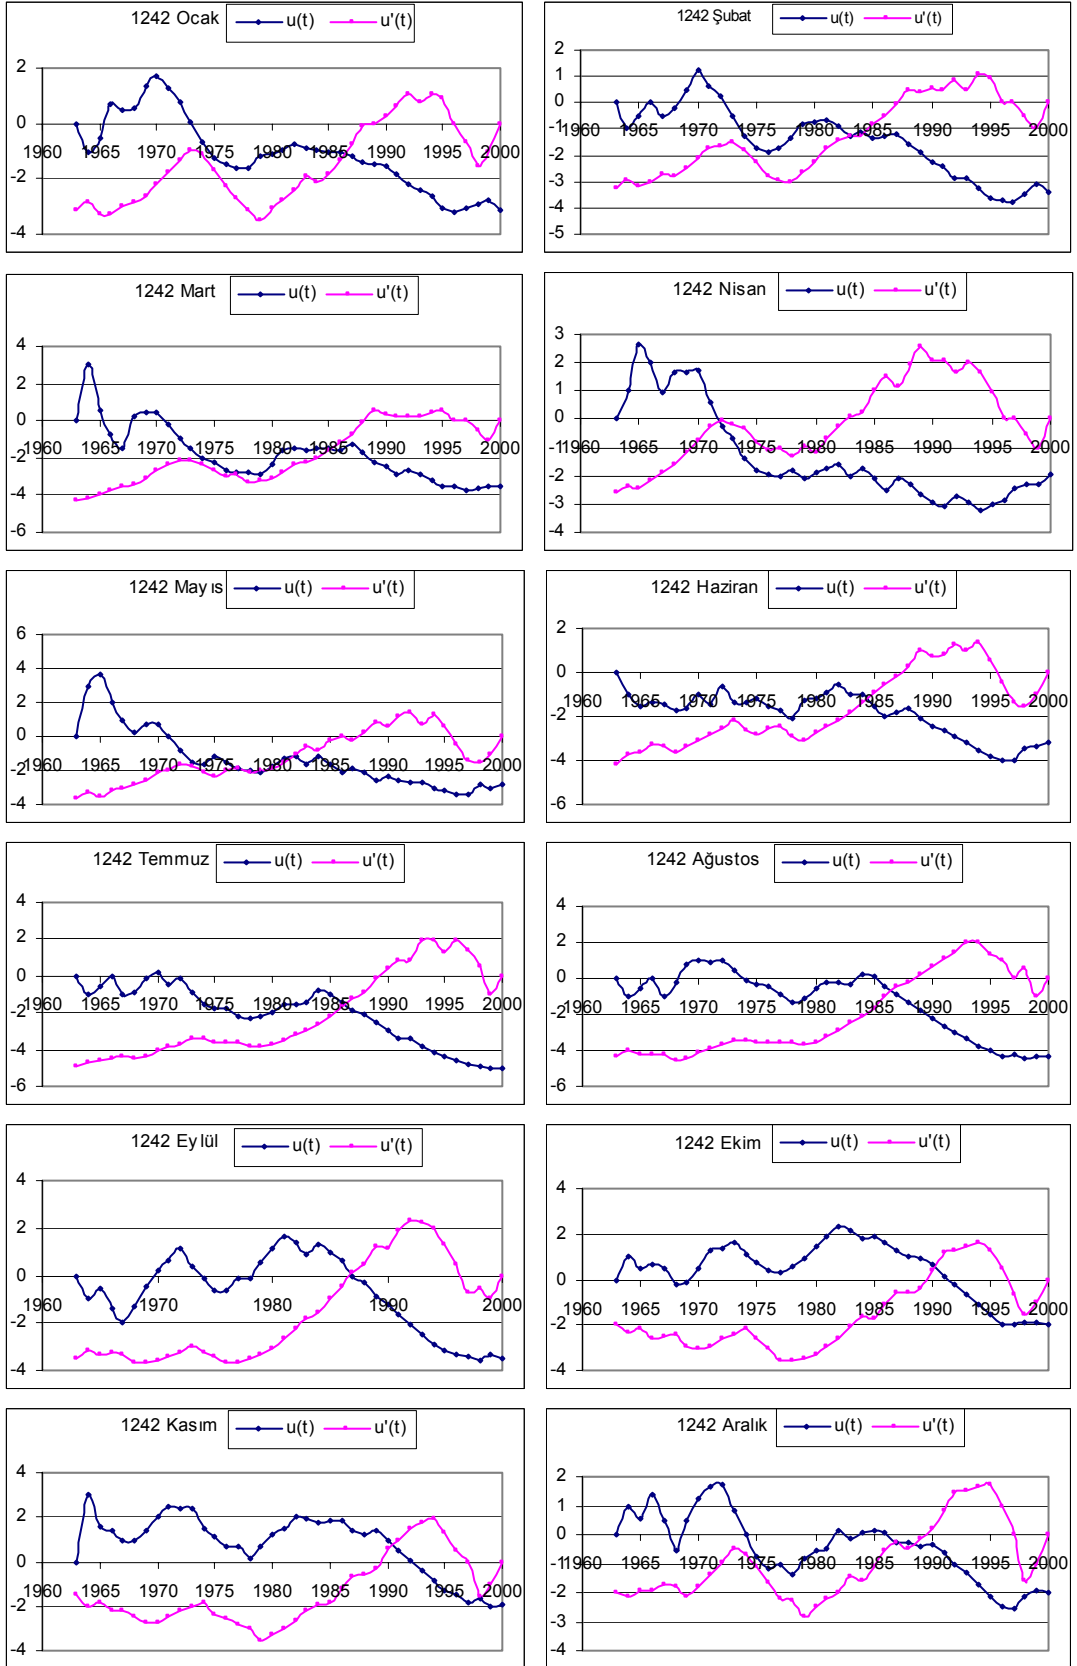 1242 Ocak u(t) u'(t)
2
0
1960 1965 1970 1975 1980 1985 1990 1995 2000
-2
-4
1242 Şubat u(t) u'(t)
2
1
0
1960 1965 1970 1975 1980 1985 1990 1995 2000
-1
-2
-3
-4
-5
1242 Mart u(t) u'(t)
4
2
0
1960 1965 1970 1975 1980 1985 1990 1995 2000
-2
-4
-6
1242 Nisan u(t) u'(t)
3
2
1
0
1960 1965 1970 1975 1980 1985 1990 1995 2000
-1
-2
-3
-4
1242 Mayıs u(t) u'(t)
6
4
2
0
1960 1965 1970 1975 1980 1985 1990 1995 2000
-2
-4
1242 Haziran u(t) u'(t)
2
0
1960 1965 1970 1975 1980 1985 1990 1995 2000
-2
-4
-6
1242 Temmuz u(t) u'(t)
4
2
0
1960 1965 1970 1975 1980 1985 1990 1995 2000
-2
-4
-6
1242 Ağustos u(t) u'(t)
4
2
0
1960 1965 1970 1975 1980 1985 1990 1995 2000
-2
-4
-6
1242 Eylül u(t) u'(t)
4
2
0
1960 1970 1980 1990 2000
-2
-4
1242 Ekim u(t) u'(t)
4
2
0
1960 1965 1970 1975 1980 1985 1990 1995 2000
-2
-4
1242 Kasım u(t) u'(t)
4
2
0
1960 1965 1970 1975 1980 1985 1990 1995 2000
-2
-4
1242 Aralık u(t) u'(t)
2
1
0
1960 1965 1970 1975 1980 1985 1990 1995 2000
-1
-2
-3
-4